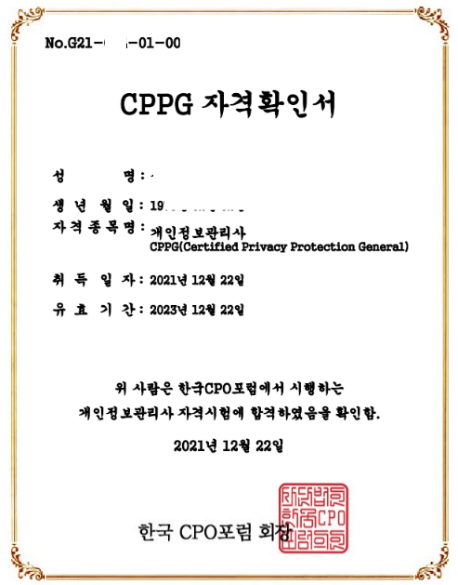 No.G21- -01-00
CPPG 자격확인서
성 명 :
생 년 월 일 : 19
자 격 종 목 명 : 개인정보관리사
CPPG(Certified Privacy Protection General)
취 득 일 자 : 2021년 12월 22일
유 효 기 간 : 2023년 12월 22일
위 사람은 한국CPO포럼에서 시행하는
개인정보관리사 자격시험에 합격하였음을 확인함.
2021년 12월 22일
한국 CPO포럼 회장